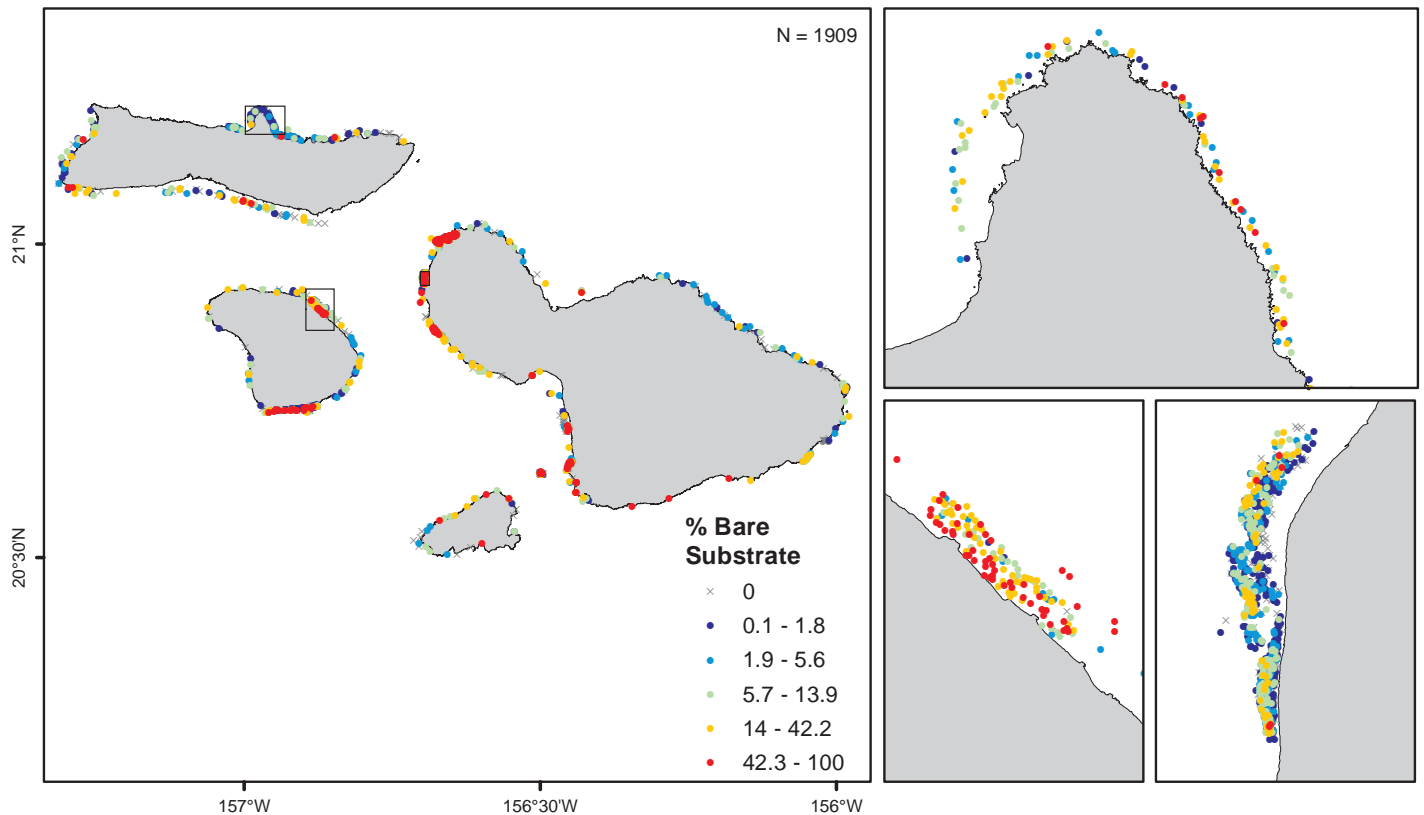 N = 1909
21°N
20°30'N
% Bare
Substrate
0
0.1 - 1.8
1.9 - 5.6
5.7 - 13.9
14 - 42.2
42.3 - 100
157°W
156°30'W
156°W